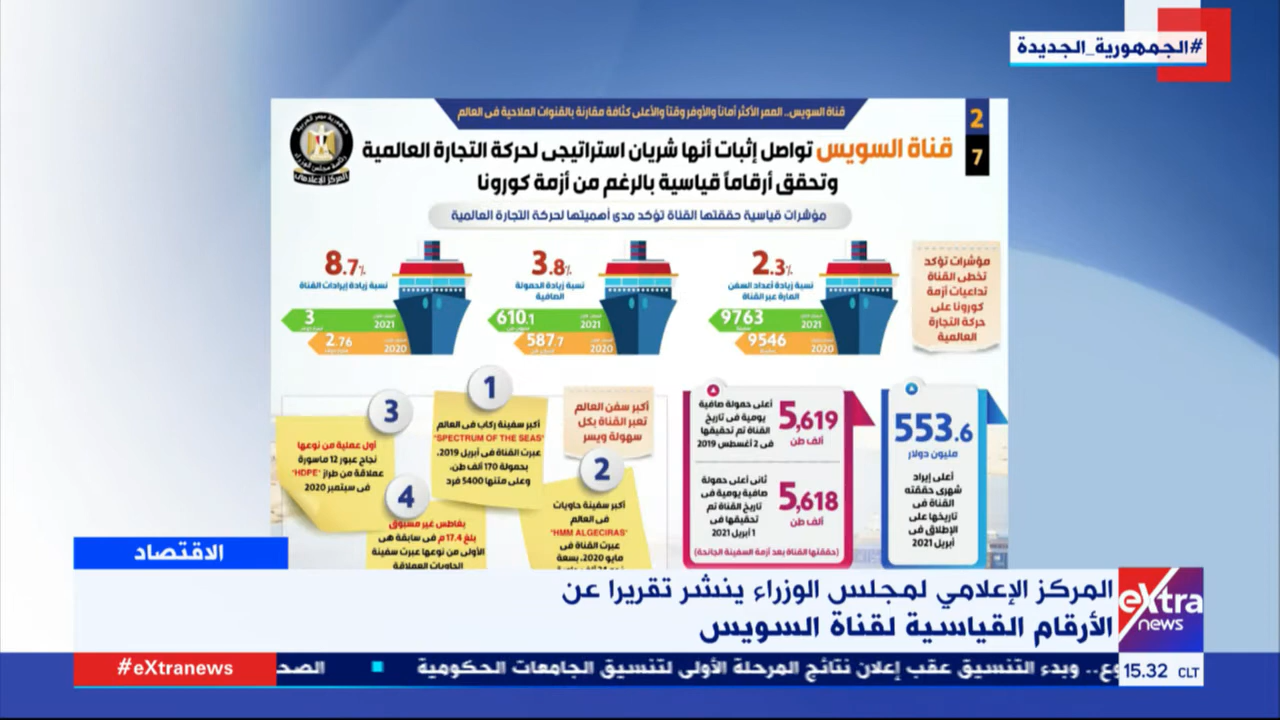 #الجمهورية_الجديدة
قناة السويس.. الممر الأكثر أماناً والأوفر وقتاً والأعلى كثافة مقارنة بالقنوات الملاحية فى العالم
2
7
قناة السويس تواصل إثبات أنها شريان استراتيجى لحركة التجارة العالمية
وتحقق أرقاماً قياسية بالرغم من أزمة كورونا
مؤشرات قياسية حققتها القناة تؤكد مدى أهميتها لحركة التجارة العالمية
مؤشرات تؤكد
تخطى القناة
تداعيات أزمة
كورونا على
حركة التجارة
العالمية
2.3%
نسبة زيادة أعداد السفن
المارة عبر القناة
9763
2021
9546
2020
3.8%
نسبة زيادة الحمولة
الصافية
610.1
2021
587.7
2020
8.7%
نسبة زيادة إيرادات القناة
3
2021
2.76
2020
553.6
مليون دولار
أعلى إيراد
شهرى حققته
القناة فى
تاريخها على
الإطلاق فى
أبريل 2021
5,619
ألف طن
أعلى حمولة صافية
يومية فى تاريخ
القناة تم تحقيقها
فى 2 أغسطس 2019
5,618
ألف طن
ثانى أعلى حمولة
صافية يومية فى
تاريخ القناة تم
تحقيقها فى
1 أبريل 2021
(حققتها القناة بعد أزمة السفينة الجانحة)
أكبر سفن العالم
تعبر القناة بكل
سهولة ويسر
1
أكبر سفينة ركاب فى العالم
"SPECTRUM OF THE SEAS"
عبرت القناة فى أبريل 2019،
بحمولة 170 ألف طن،
وعلى متنها 5400 فرد
2
أكبر سفينة حاويات
فى العالم
"HMM ALGECIRAS"
عبرت القناة فى
مايو 2020، بسعة
3
أول عملية من نوعها
نجاح عبور 12 ماسورة
عملاقة من طراز "HDPE"
فى سبتمبر 2020
4
بغاطس غير مسبوق
بلغ 17.4 م فى سابقة هى
الأولى من نوعها عبرت سفينة
الحاويات العملاقة
الاقتصاد
المركز الإعلامي لمجلس الوزراء ينشر تقريرا عن
الأرقام القياسية لقناة السويس
eXtra
news
#eXtranews
وع.. وبدء التنسيق عقب إعلان نتائج المرحلة الأولى لتنسيق الجامعات الحكومية ■ الصح
15.32 CLT